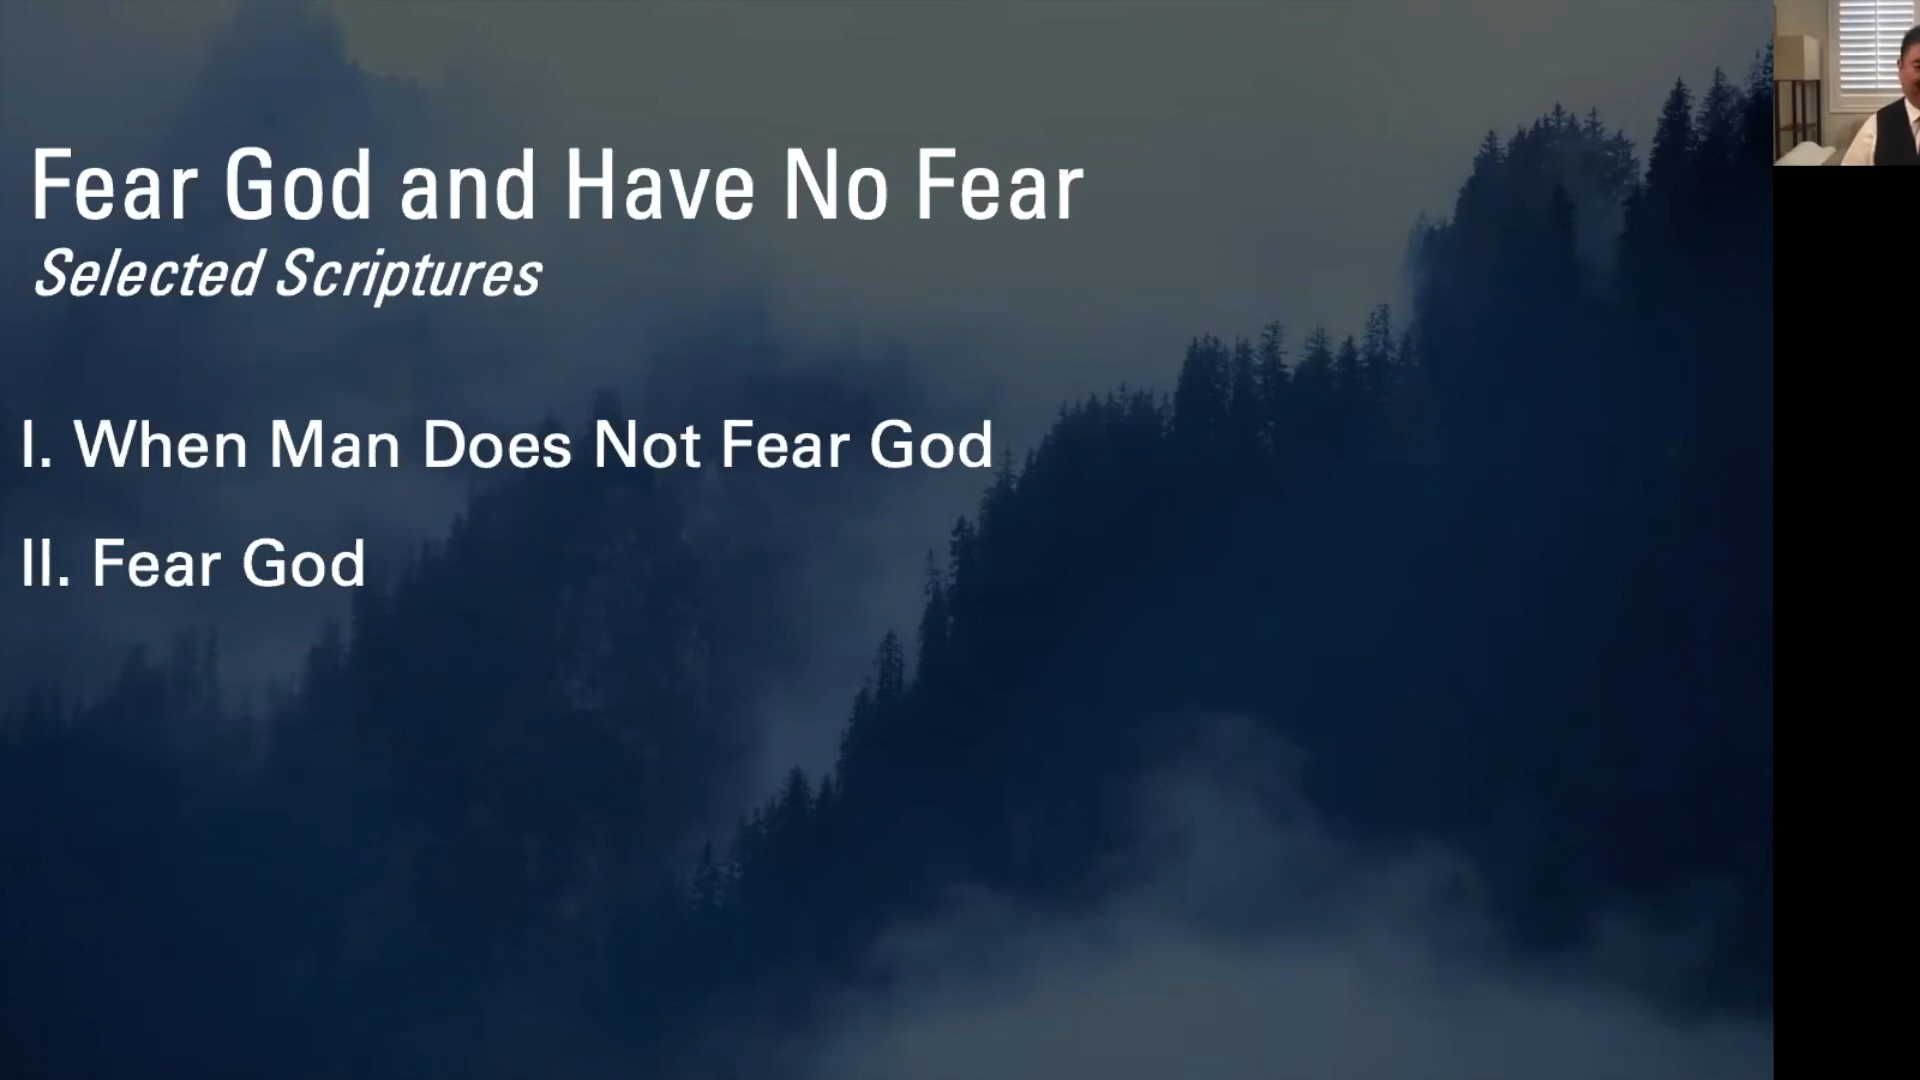 Fear God and Have No Fear
Selected Scriptures
I. When Man Does Not Fear God
II. Fear God